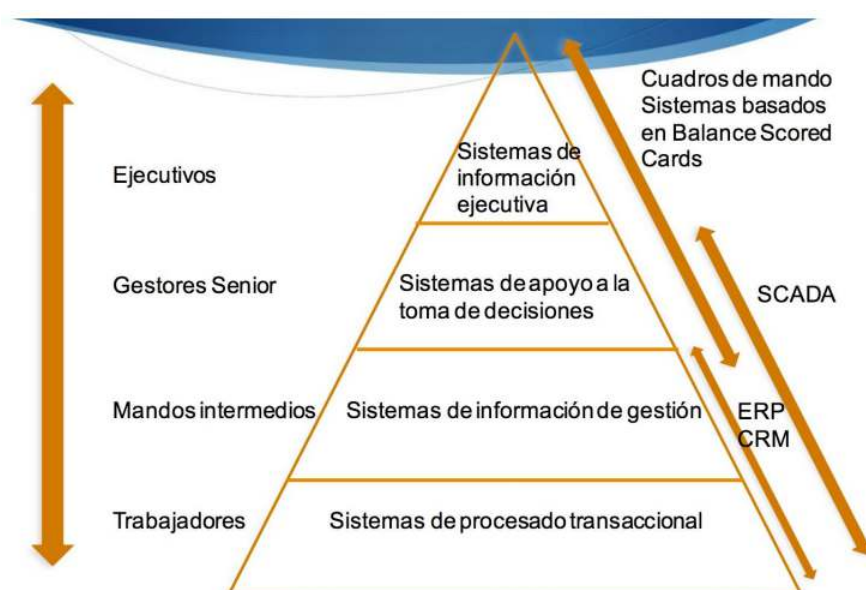 Cuadros de mando
Sistemas basados
en Balance Scored
Cards
Ejecutivos
Sistemas de
información
ejecutiva
Gestores Senior
Sistemas de apoyo a la
toma de decisiones
SCADA
Mandos intermedios
Sistemas de información de gestión
ERP
CRM
Trabajadores
Sistemas de procesado transaccional